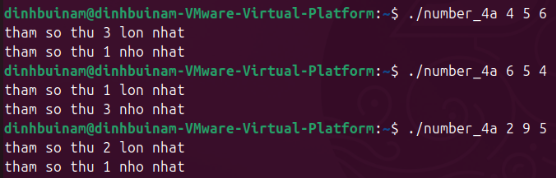 dinhbuinam@dinhbuinam-VMware-Virtual-Platform:~$ ./number_4a 4 5 6
tham so thu 3 lon nhat
tham so thu 1 nho nhat
dinhbuinam@dinhbuinam-VMware-Virtual-Platform:~$ ./number_4a 6 5 4
tham so thu 1 lon nhat
tham so thu 3 nho nhat
dinhbuinam@dinhbuinam-VMware-Virtual-Platform:~$ ./number_4a 2 9 5
tham so thu 2 lon nhat
tham so thu 1 nho nhat